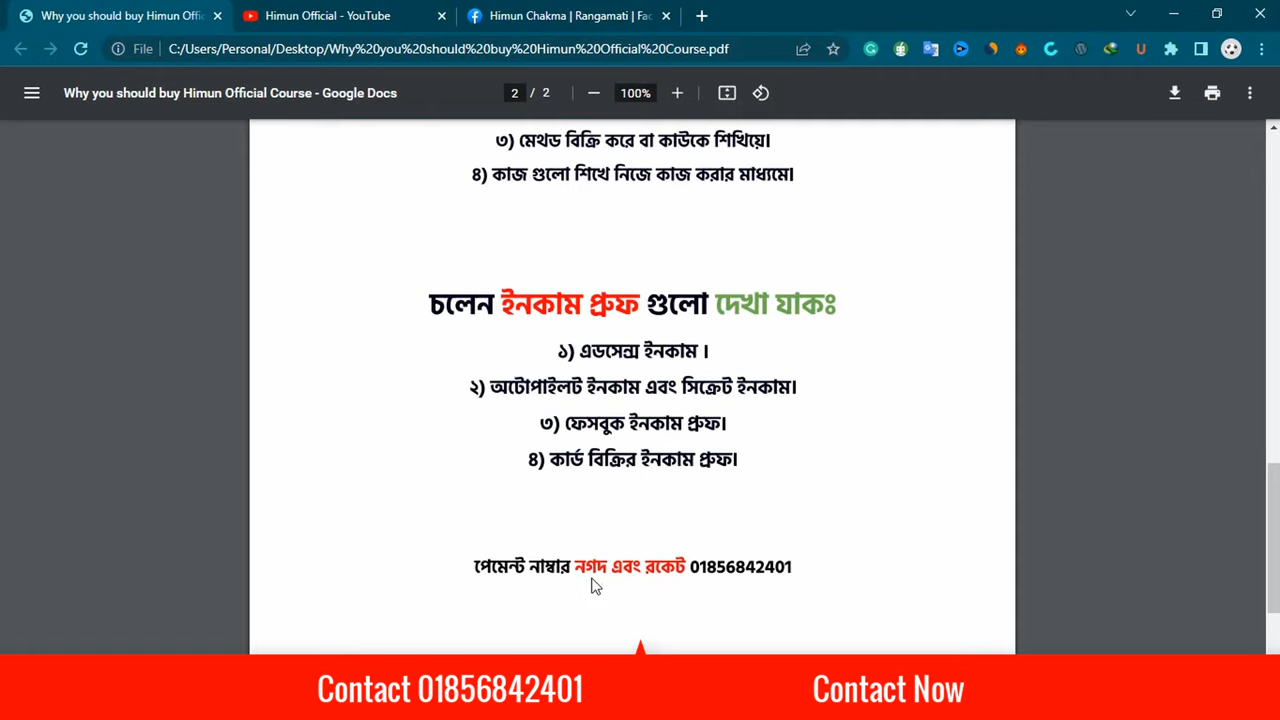 Why you should buy Himun Offic
Himun Official - YouTube
Himun Chakma | Rangamati | Fac
File
C:/Users/Personal/Desktop/Why%20you%20should%20buy%20Himun%20Official%20Course.pdf
Why you should buy Himun Official Course - Google Docs
2 / 2
100%
৩) মেথড বিক্রি করে বা কাউকে শিখিয়ে।
৪) কাজ গুলো শিখে নিজে কাজ করার মাধ্যমে।
চলেন ইনকাম প্রুফ গুলো দেখা যাকঃ
১) এডসেন্স ইনকাম ।
২) অটোপাইলট ইনকাম এবং সিক্রেট ইনকাম।
৩) ফেসবুক ইনকাম প্রুফ।
৪) কার্ড বিক্রির ইনকাম প্রুফ।
পেমেন্ট নাম্বার নগদ এবং রকেট 01856842401
Contact 01856842401
Contact Now